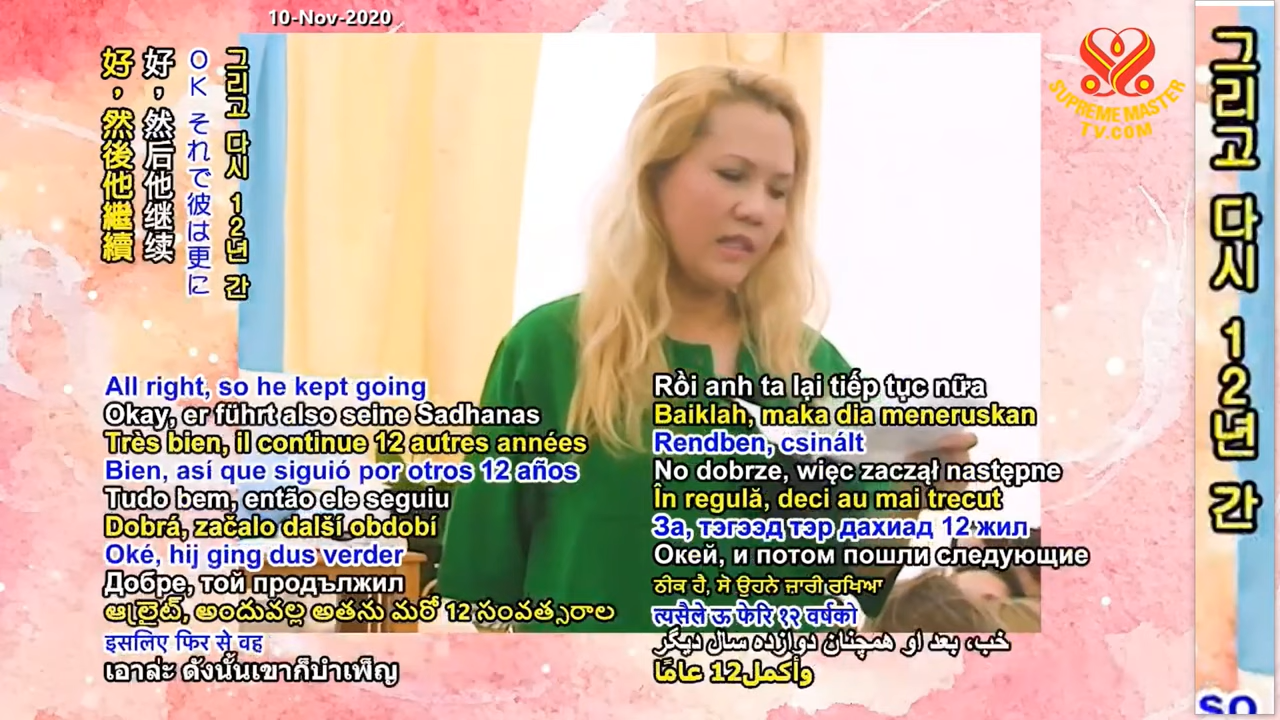 10-Nov-2020
그리고 다시 12년 간
OK それで彼は更に
好，然后他继续
好，然後他繼續
SUPREME MASTER
TV.COM
All right, so he kept going
Okay, er führt also seine Sadhanas
Très bien, il continue 12 autres années
Bien, así que siguió por otros 12 años
Tudo bem, então ele seguiu
Dobrá, začalo další období
Oké, hij ging dus verder
Добре, той продължил
ఆల్రైట్, అందువల్ల అతను మరో 12 సంవత్సరాల
इसलिए फिर से वह
เอาล่ะ ดังนั้นเขาก็บำเพ็ญ
Rồi anh ta lại tiếp tục nữa
Baiklah, maka dia meneruskan
Rendben, csinált
No dobrze, więc zaczął następne
În regulă, deci au mai trecut
За, тэгээд тэр дахиад 12 жил
Окей, и потом пошли следующие
ਠੀਕ ਹੈ, ਸੋ ਉਹਨੇ ਜ਼ਾਰੀ ਰਖਿਆ
त्यसैले ऊ फेरि १२ वर्षको
خب، بعد او همچنان دوازده سال دیگر
وأكمل12 عامًا
그리고 다시 12년 간
so